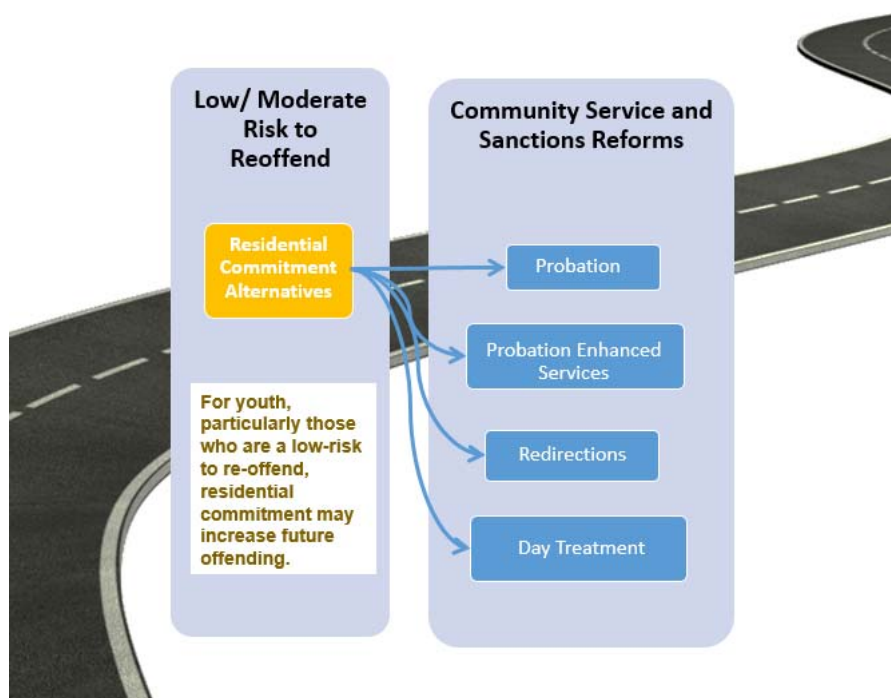 Low/ Moderate
Risk to
Reoffend
Residential
Commitment
Alternatives
For youth,
particularly those
who are a low-risk
to re-offend,
residential
commitment may
increase future
offending.
Community Service and
Sanctions Reforms
Probation
Probation Enhanced
Services
Redirections
Day Treatment